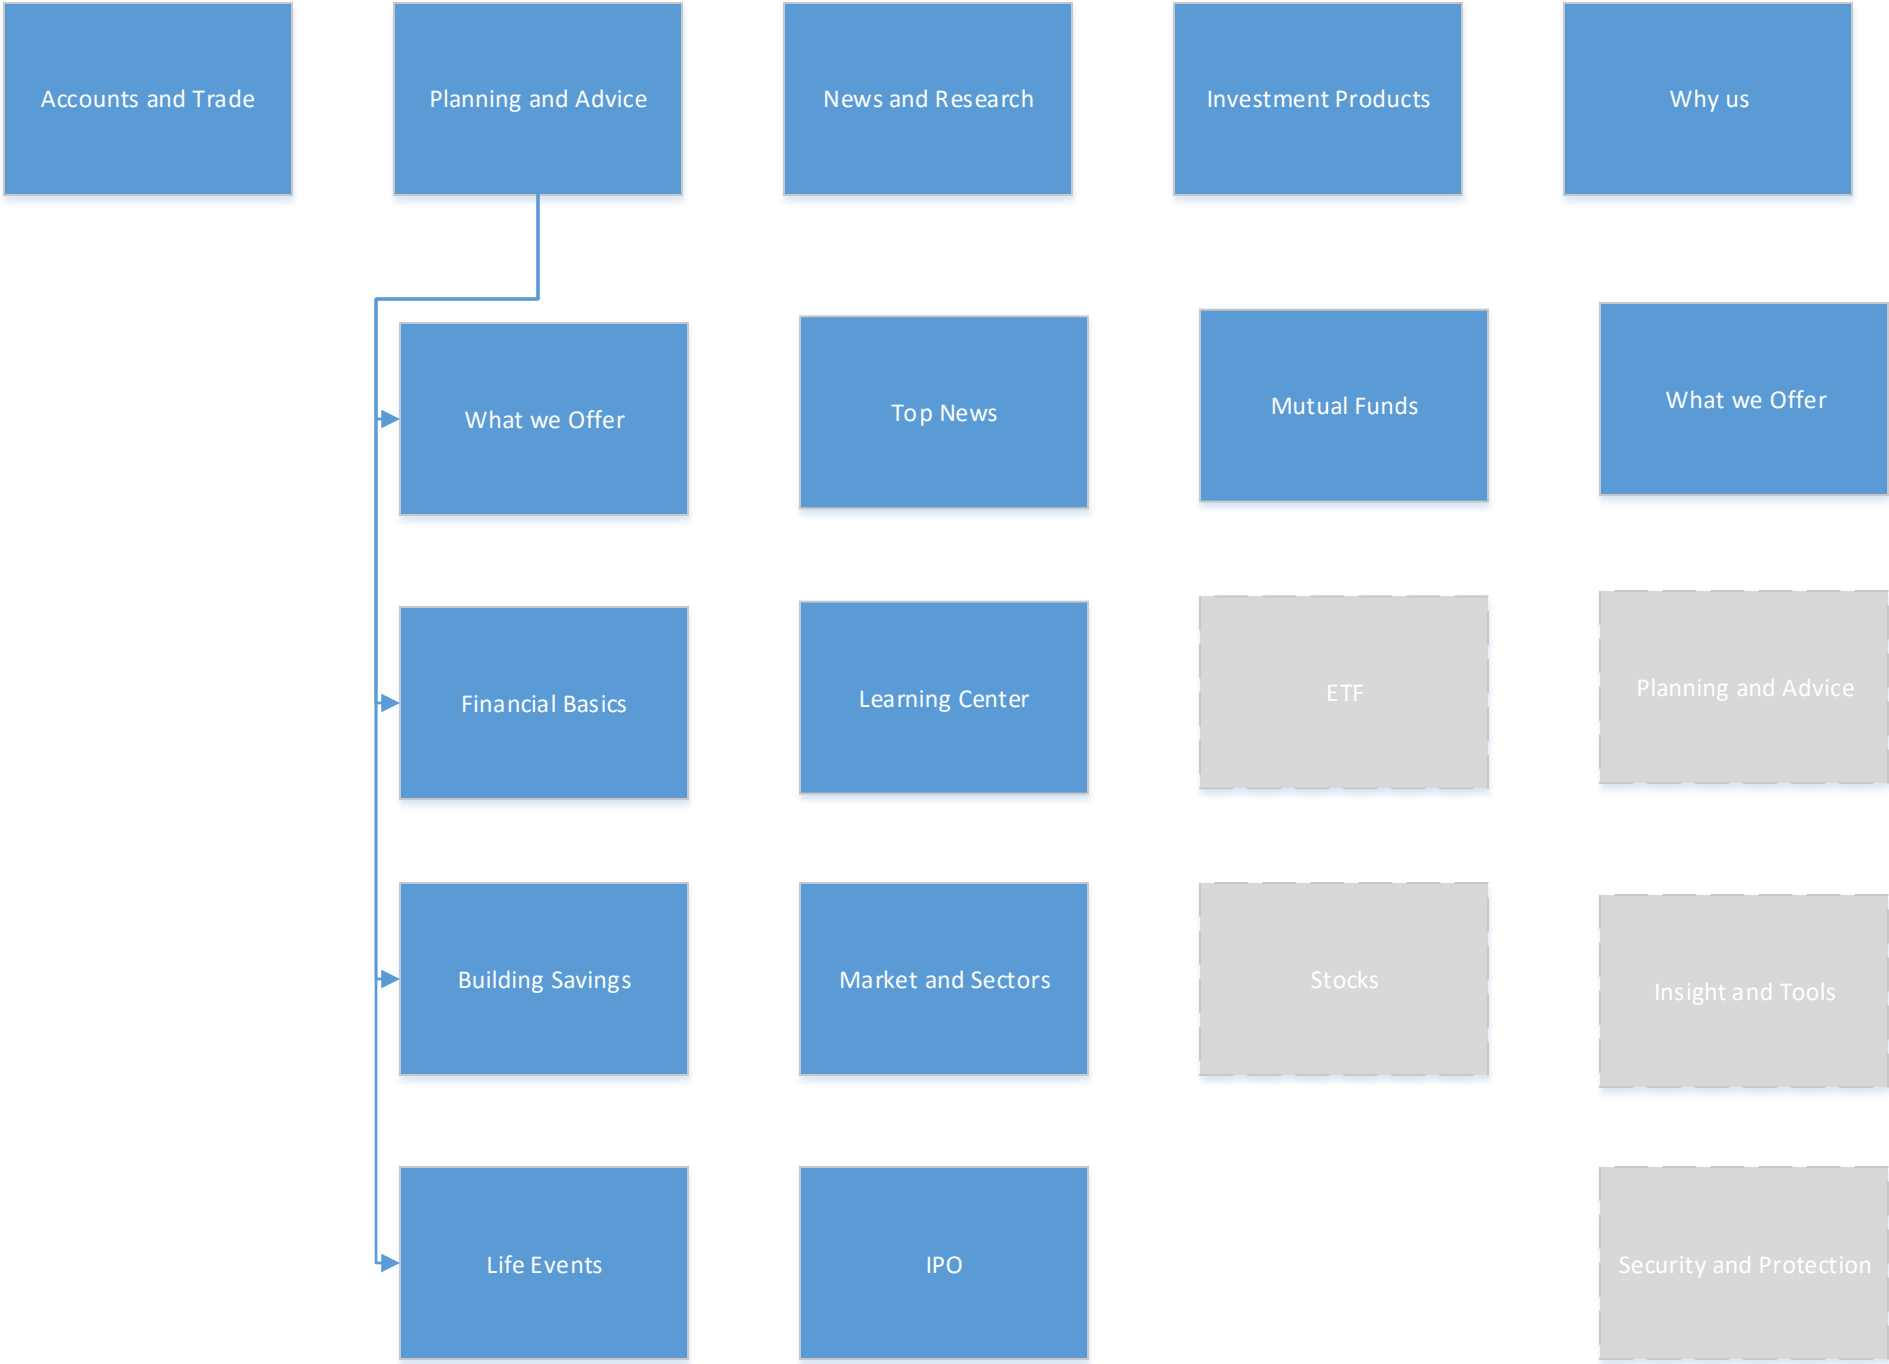 Accounts and Trade
Planning and Advice
News and Research
Investment Products
Why us
What we Offer
Top News
Mutual Funds
What we Offer
Financial Basics
Learning Center
ETF
Planning and Advice
Building Savings
Market and Sectors
Stocks
Insight and Tools
Life Events
IPO
Security and Protection